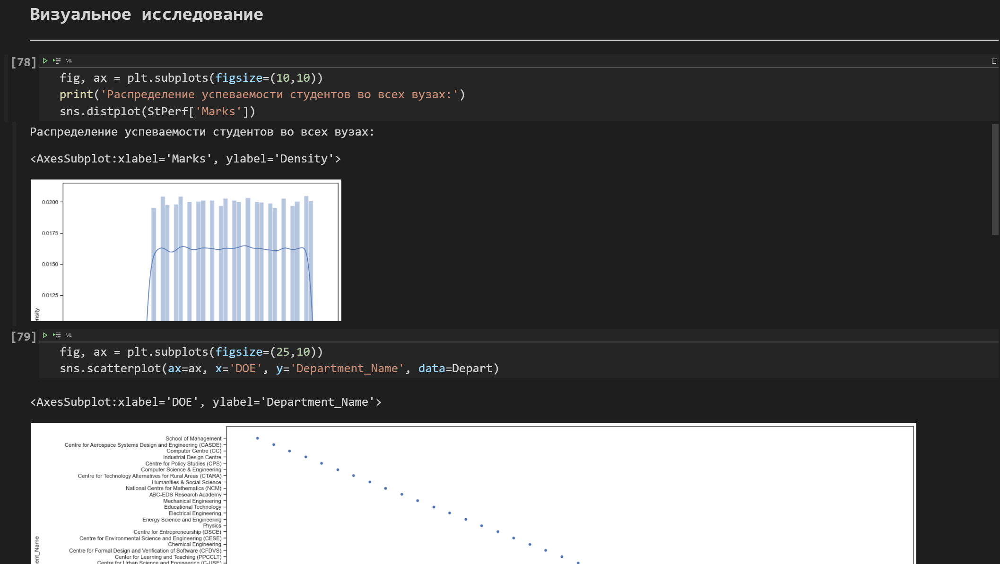 Визуальное исследование
[78]
M↓
fig, ax = plt.subplots(figsize=(10,10))
print('Распределение успеваемости студентов во всех вузах:')
sns.distplot(StPerf['Marks'])
Распределение успеваемости студентов во всех вузах:
<AxesSubplot:xlabel='Marks', ylabel='Density'>
0.0200
0.0175
0.0150
0.0125
ensity
[79]
M↓
fig, ax = plt.subplots(figsize=(25,10))
sns.scatterplot(ax=ax, x='DOE', y='Department_Name', data=Depart)
<AxesSubplot:xlabel='DOE', ylabel='Department_Name'>
School of Management
Centre for Aerospace Systems Design and Engineering (CASDE)
Computer Centre (CC)
Industrial Design Centre
Centre for Policy Studies (CPS)
Computer Science & Engineering
Centre for Technology Alternatives for Rural Areas (CTARA)
Humanities & Social Science
National Centre for Mathematics (NCM)
ABC-EDS Research Academy
Mechanical Engineering
Educational Technology
Electrical Engineering
Energy Science and Engineering
Physics
Centre for Entrepreneurship (DSCE)
Centre for Environmental Science and Engineering (CESE)
Chemical Engineering
Centre for Formal Design and Verification of Software (CFDVS)
Center for Learning and Teaching (PPCCLT)
Centre for Urban Science and Engineering (C-USE)
ent_Name